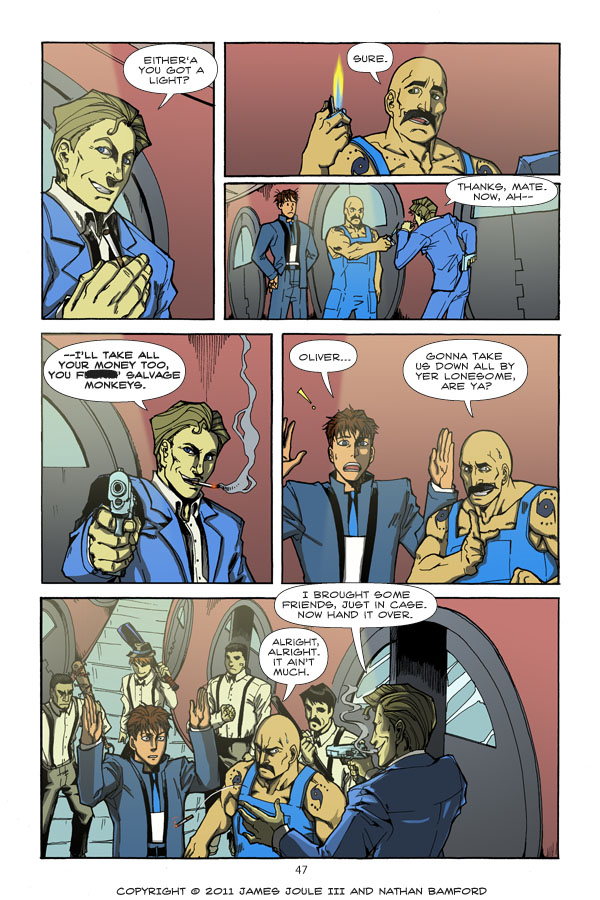 EITHER'A
YOU GOT A
LIGHT?
SURE.
THANKS, MATE.
NOW, AH--
--I'LL TAKE ALL
YOUR MONEY TOO,
YOU F' SALVAGE
MONKEYS.
OLIVER...
!
GONNA TAKE
US DOWN ALL BY
YER LONESOME,
ARE YA?
I BROUGHT SOME
FRIENDS, JUST IN CASE.
NOW HAND IT OVER.
ALRIGHT,
ALRIGHT.
IT AIN'T
MUCH.
47
COPYRIGHT © 2011 JAMES JOULE III AND NATHAN BAMFORD